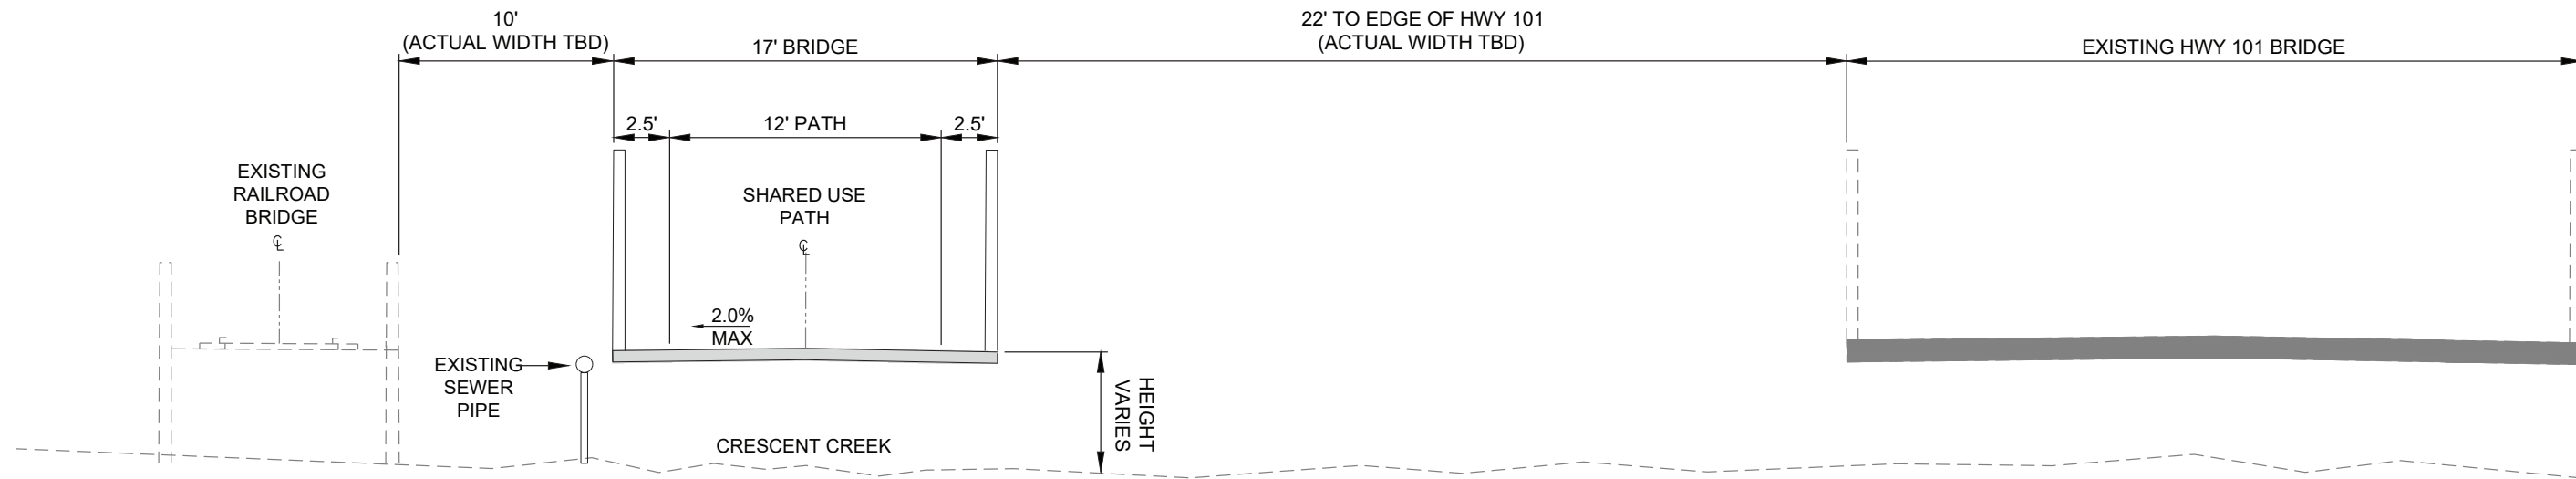 10'
(ACTUAL WIDTH TBD)
17' BRIDGE
22' TO EDGE OF HWY 101
(ACTUAL WIDTH TBD)
EXISTING HWY 101 BRIDGE
2.5'
12' PATH
2.5'
EXISTING
RAILROAD
BRIDGE
℄
SHARED USE
PATH
℄
2.0%
MAX
EXISTING
SEWER
PIPE
HEIGHT
VARIES
CRESCENT CREEK